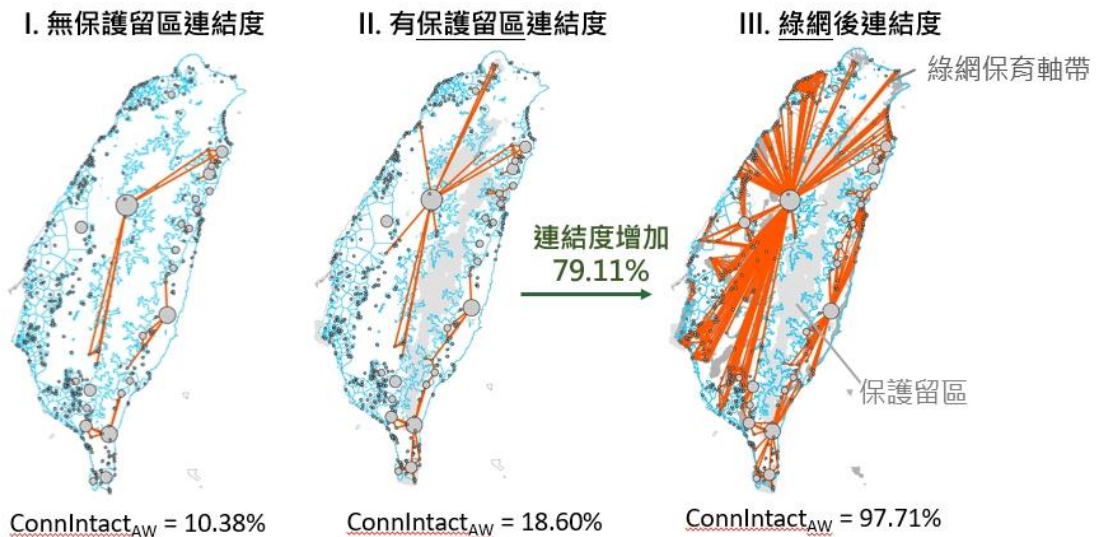 I. 無保護留區連結度
II. 有保護留區連結度
III. 綠網後連結度
綠網保育軸帶
連結度增加
79.11%
保護留區
ConnIntactAW = 10.38%
ConnIntactAW = 18.60%
ConnIntactAW = 97.71%